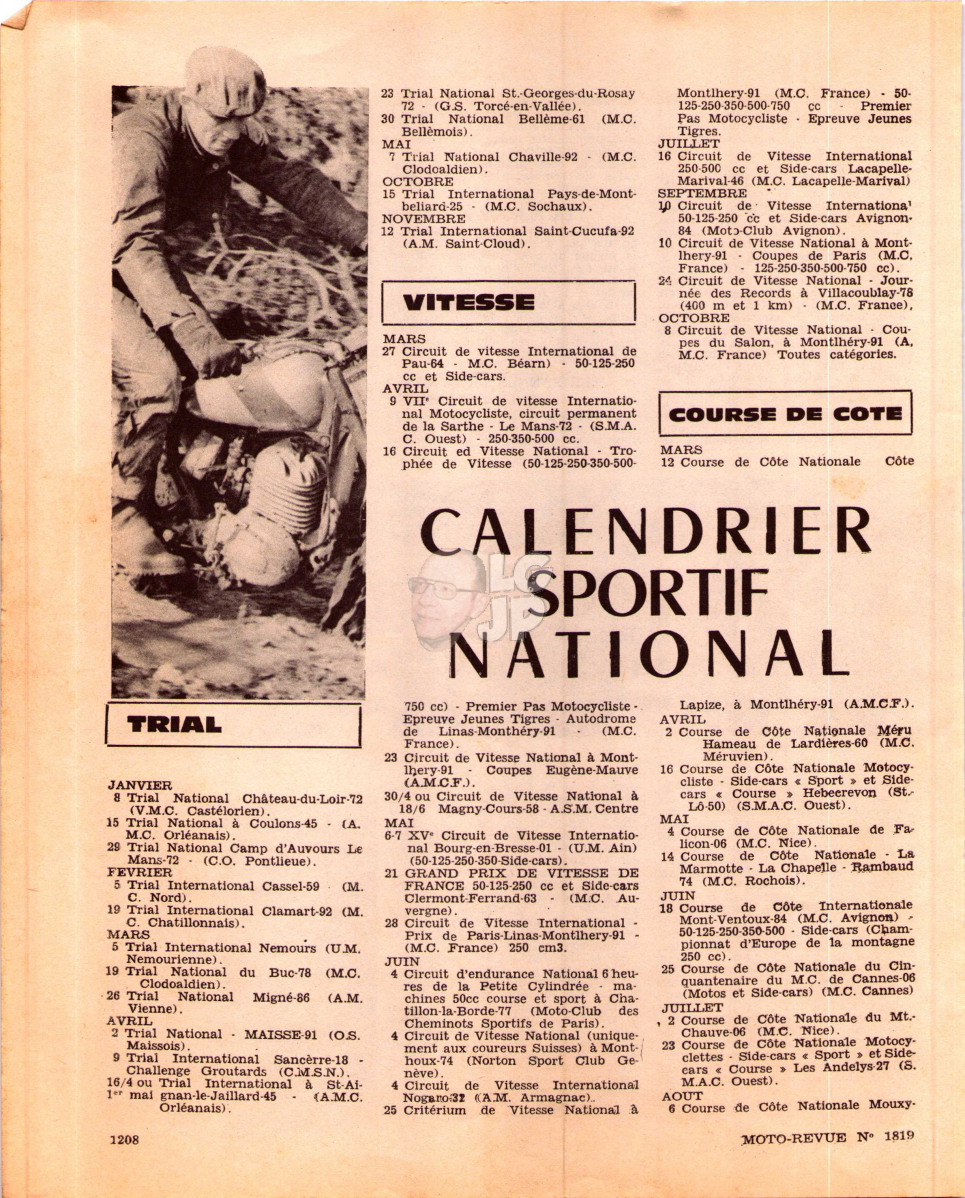 CALENDRIER
SPORTIF
NATIONAL
LCJP
TRIAL
JANVIER
8 Trial National Château-du-Loir-72
(V.M.C. Castélorien).
15 Trial National à Coulons-45 - (A.
M.C. Orléanais).
29 Trial National Camp d'Auvours Le
Mans-72 - (C.O. Pontlieue).
FEVRIER
5 Trial International Cassel-59 (M.
C. Nord).
19 Trial International Clamart-92 (M.
C. Chatillonnais).
MARS
5 Trial International Nemours (U.M.
Nemourienne).
19 Trial National du Buc-78 (M.C.
Clodoaldien).
26 Trial National Migné-86 (A.M.
Vienne).
AVRIL
2 Trial National - MAISSE-91 (O.S.
Maissois).
9 Trial International Sancèrre-18 -
Challenge Groutards (C.M.S.N.).
16/4 ou Trial International à St-Ai-
1er mai gnan-le-Jaillard-45 - (A.M.C.
Orléanais).
23 Trial National St.-Georges-du-Rosay
72 - (G.S. Torcé-en-Vallée).
30 Trial National Bellème-61 (M.C.
Bellèmois).
MAI
7 Trial National Chaville-92 - (M.C.
Clodoaldien).
OCTOBRE
15 Trial International Pays-de-Mont-
beliard-25 - (M.C. Sochaux).
NOVEMBRE
12 Trial International Saint-Cucufa-92
(A.M. Saint-Cloud).
VITESSE
MARS
27 Circuit de vitesse International de
Pau-64 - M.C. Béarn) - 50-125-250
cc et Side-cars.
AVRIL
9 VIIe Circuit de vitesse Internatio-
nal Motocycliste, circuit permanent
de la Sarthe - Le Mans-72 - (S.M.A.
C. Ouest) - 250-350-500 cc.
16 Circuit ed Vitesse National - Tro-
phée de Vitesse (50-125-250-350-500-
750 cc) - Premier Pas Motocycliste -
Epreuve Jeunes Tigres - Autodrome
de Linas-Monthéry-91 - (M.C.
France).
23 Circuit de Vitesse National à Mont-
lhery-91 - Coupes Eugène-Mauve
(A.M.C.F.).
30/4 ou Circuit de Vitesse National à
18/6 Magny-Cours-58 - A.S.M. Centre
MAI
6-7 XVe Circuit de Vitesse Internatio-
nal Bourg-en-Bresse-01 - (U.M. Ain)
(50-125-250-350-Side-cars).
21 GRAND PRIX DE VITESSE DE
FRANCE 50-125-250 cc et Side-cars
Clermont-Ferrand-63 - (M.C. Au-
vergne).
28 Circuit de Vitesse International -
Prix de Paris-Linas-Montlhery-91 -
(M.C. France) 250 cm3.
JUIN
4 Circuit d'endurance National 6 heu-
res de la Petite Cylindrée - ma-
chines 50cc course et sport à Cha-
tillon-la-Borde-77 (Moto-Club des
Cheminots Sportifs de Paris).
4 Circuit de Vitesse National (unique-
ment aux coureurs Suisses) à Mont-
houx-74 (Norton Sport Club Ge-
nève).
4 Circuit de Vitesse International
Nogaro-32 (A.M. Armagnac).
25 Critérium de Vitesse National à
Montlhery-91 (M.C. France) - 50-
125-250-350-500-750 cc - Premier
Pas Motocycliste - Epreuve Jeunes
Tigres.
JUILLET
16 Circuit de Vitesse International
250-500 cc et Side-cars Lacapelle-
Marival-46 (M.C. Lacapelle-Marival)
SEPTEMBRE
10 Circuit de Vitesse International
50-125-250 cc et Side-cars Avignon-
84 (Moto-Club Avignon).
10 Circuit de Vitesse National à Mont-
lhery-91 - Coupes de Paris (M.C.
France) - 125-250-350-500-750 cc).
24 Circuit de Vitesse National - Jour-
née des Records à Villacoublay-78
(400 m et 1 km) - (M.C. France),
OCTOBRE
8 Circuit de Vitesse National - Cou-
pes du Salon, à Montlhéry-91 (A,
M.C. France) Toutes catégories.
COURSE DE COTE
MARS
12 Course de Côte Nationale Côte
Lapize, à Montlhéry-91 (A.M.C.F.).
AVRIL
2 Course de Côte Nationale Méru
Hameau de Lardières-60 (M.C.
Méruvien).
16 Course de Côte Nationale Motocy-
cliste - Side-cars « Sport » et Side-
cars « Course » Hebeerevon (St.-
Lô-50) (S.M.A.C. Ouest).
MAI
4 Course de Côte Nationale de Fa-
licon-06 (M.C. Nice).
14 Course de Côte Nationale - La
Marmotte - La Chapelle - Rambaud
74 (M.C. Rochois).
JUIN
18 Course de Côte Internationale
Mont-Ventoux-84 (M.C. Avignon) -
50-125-250-350-500 - Side-cars (Cham-
pionnat d'Europe de la montagne
250 cc).
25 Course de Côte Nationale du Cin-
quantenaire du M.C. de Cannes-06
(Motos et Side-cars) (M.C. Cannes)
JUILLET
2 Course de Côte Nationale du Mt.-
Chauve-06 (M.C. Nice).
23 Course de Côte Nationale Motocy-
clettes - Side-cars « Sport » et Side-
cars « Course » Les Andelys-27 (S.
M.A.C. Ouest).
AOUT
6 Course de Côte Nationale Mouxy-
1208
MOTO-REVUE No 1819